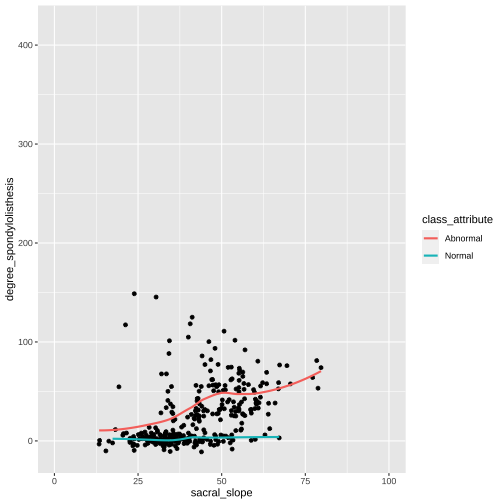 400
300
200
100
0
degree_spondylolisthesis
0 25 50 75 100
sacral_slope
class_attribute
Abnormal
Normal